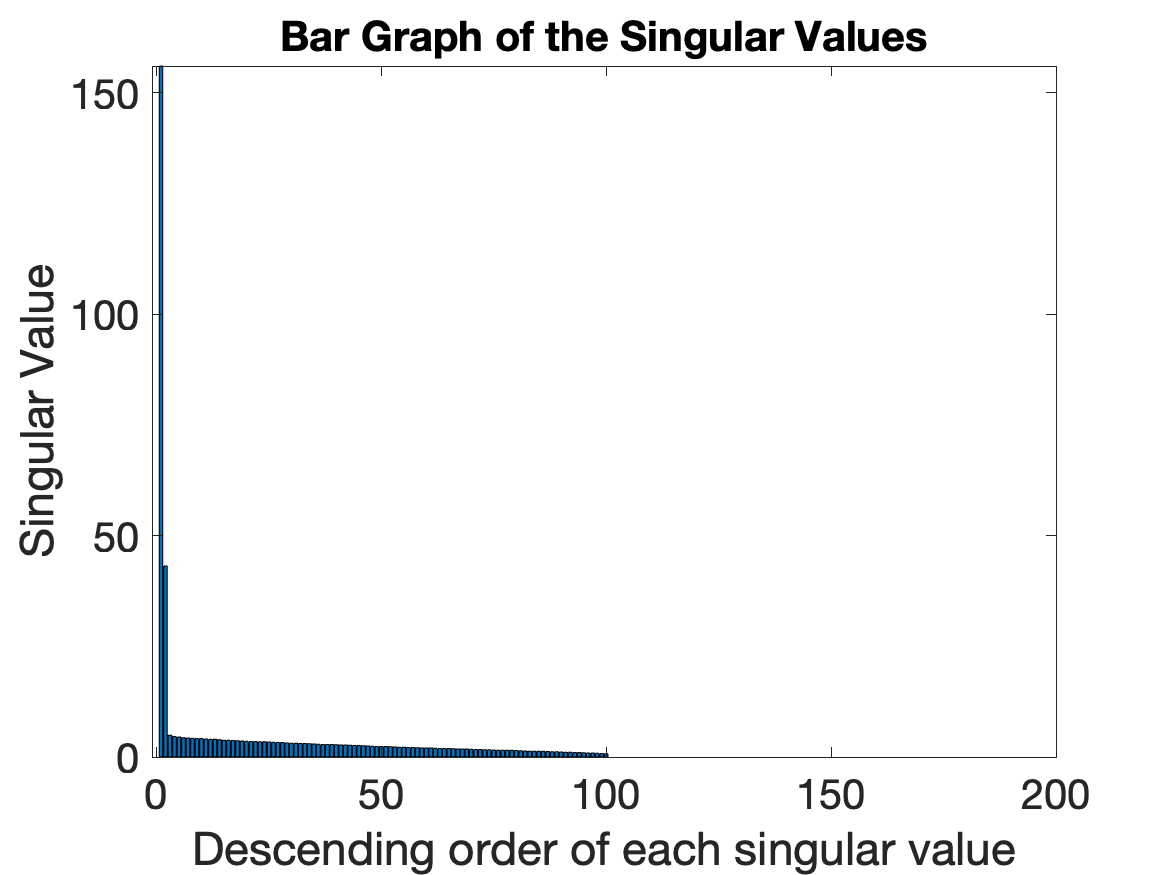 Bar Graph of the Singular Values
150
100
50
0
Singular Value
0 50 100 150 200
Descending order of each singular value